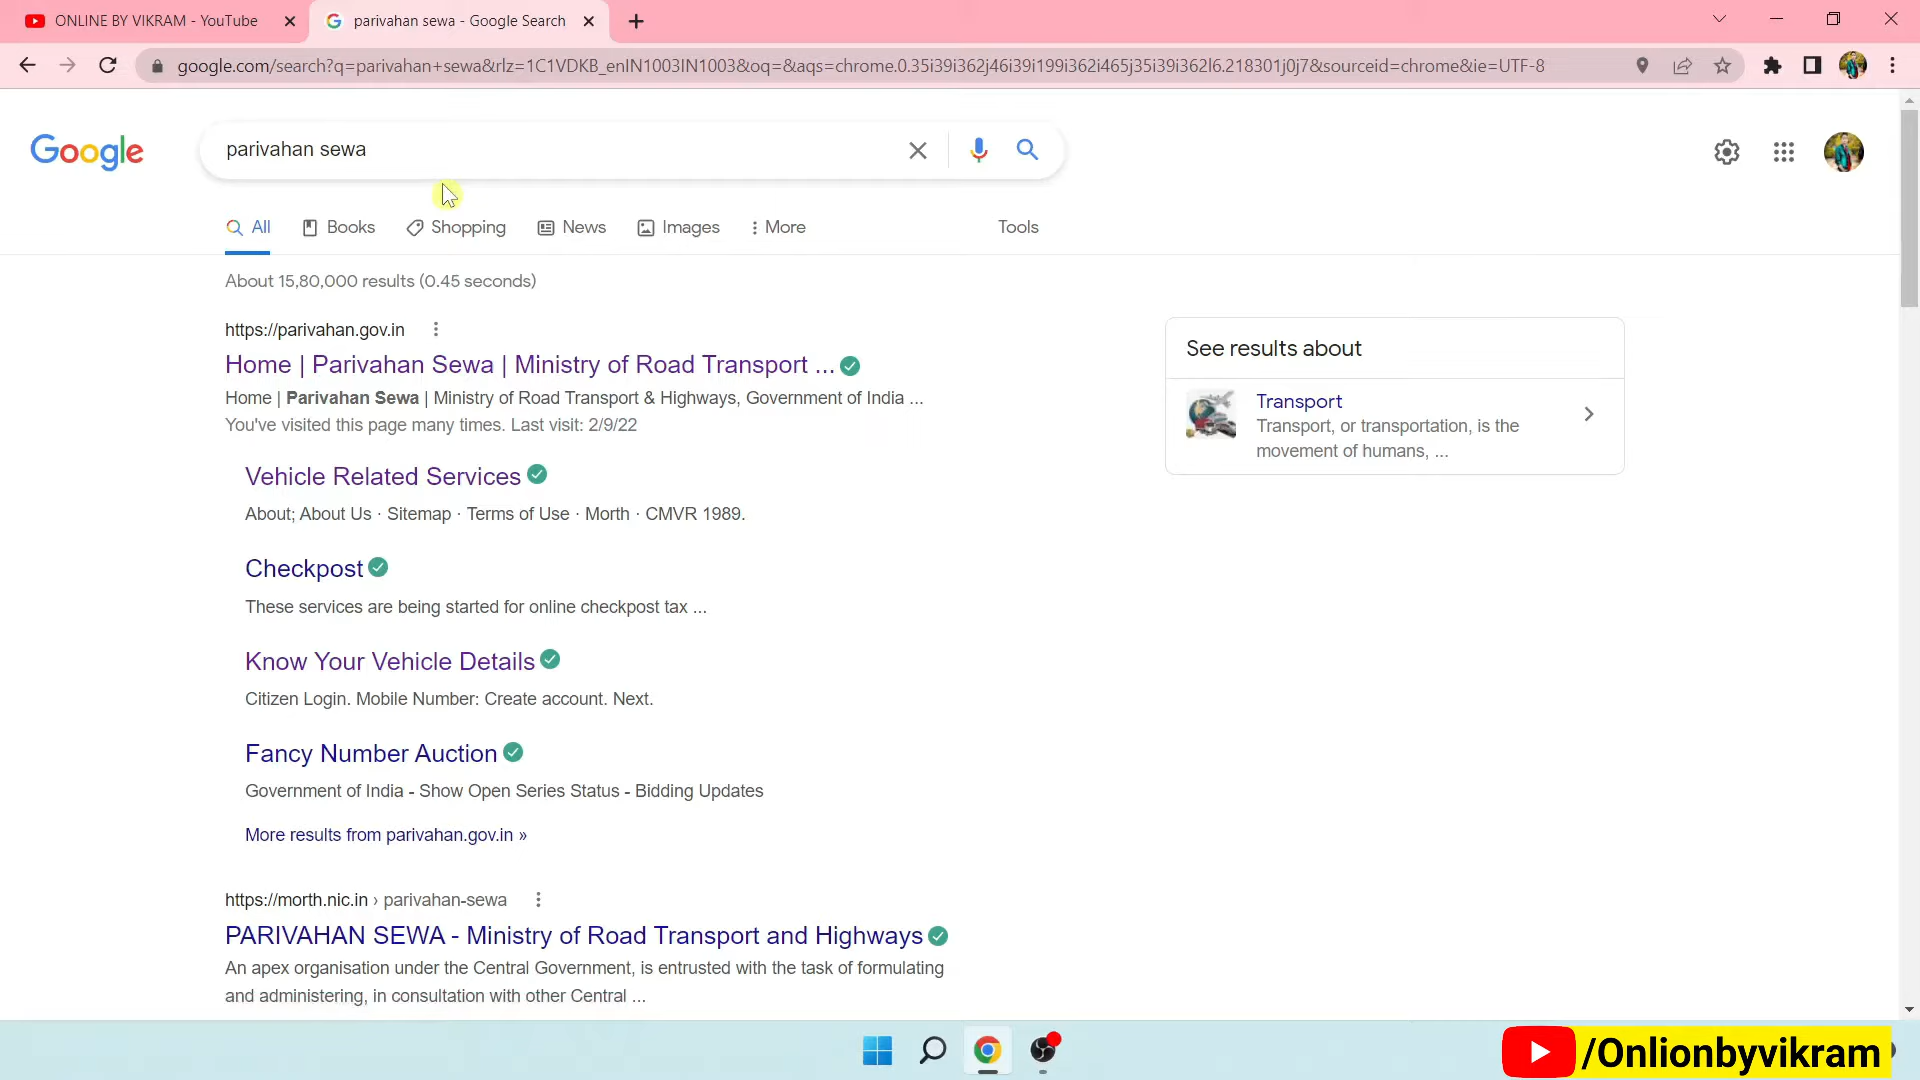 ONLINE BY VIKRAM - YouTube
parivahan sewa - Google Search
google.com/search?q=parivahan+sewa&rlz=1C1VDKB_enIN1003IN1003&oq=&aqs=chrome.0.35i39i362j46i39i199i362i465j35i39i362l6.218301j0j7&sourceid=chrome&ie=UTF-8
Google
parivahan sewa
All Books Shopping News Images More Tools
About 15,80,000 results (0.45 seconds)
https://parivahan.gov.in
Home | Parivahan Sewa | Ministry of Road Transport ...
Home | Parivahan Sewa | Ministry of Road Transport & Highways, Government of India ...
You've visited this page many times. Last visit: 2/9/22
Vehicle Related Services
About; About Us · Sitemap · Terms of Use · Morth · CMVR 1989.
Checkpost
These services are being started for online checkpost tax ...
Know Your Vehicle Details
Citizen Login. Mobile Number: Create account. Next.
Fancy Number Auction
Government of India - Show Open Series Status - Bidding Updates
More results from parivahan.gov.in »
https://morth.nic.in › parivahan-sewa
PARIVAHAN SEWA - Ministry of Road Transport and Highways
An apex organisation under the Central Government, is entrusted with the task of formulating
and administering, in consultation with other Central ...
See results about
Transport
Transport, or transportation, is the
movement of humans, ...
/Onlionbyvikram